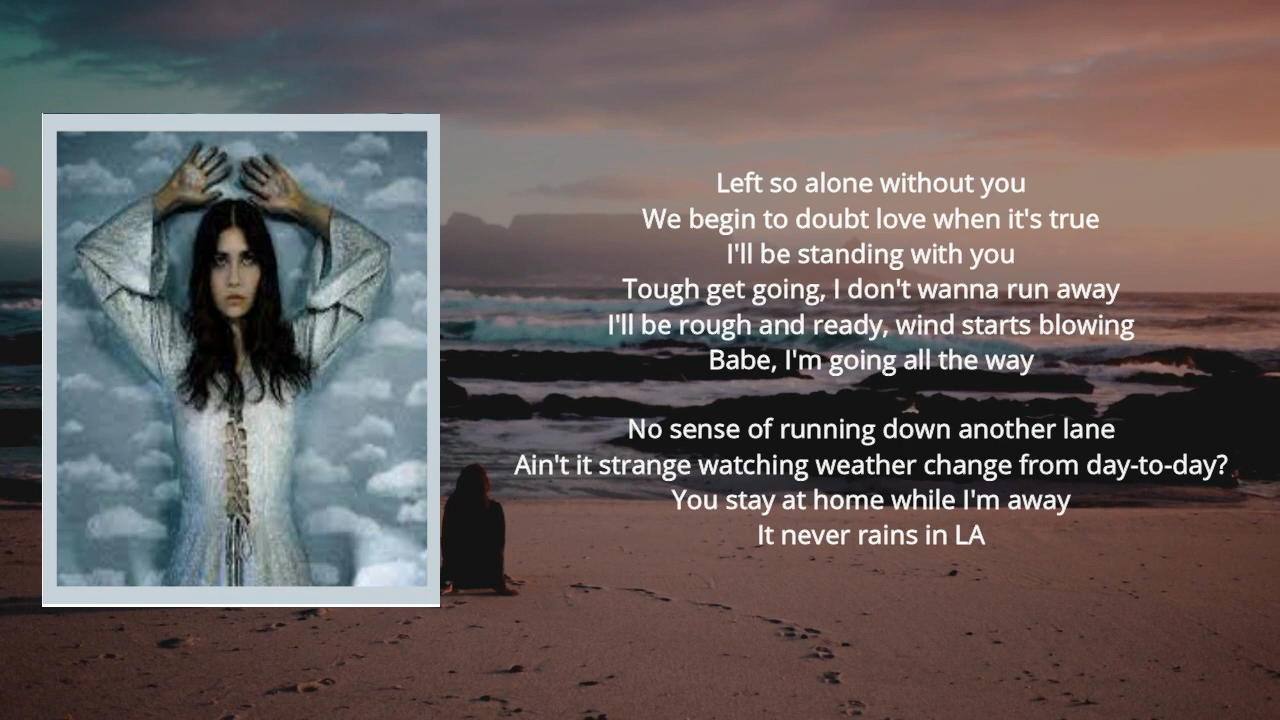 Left so alone without you
We begin to doubt love when it's true
I'll be standing with you
Tough get going, I don't wanna run away
I'll be rough and ready, wind starts blowing
Babe, I'm going all the way
No sense of running down another lane
Ain't it strange watching weather change from day-to-day?
You stay at home while I'm away
It never rains in LA